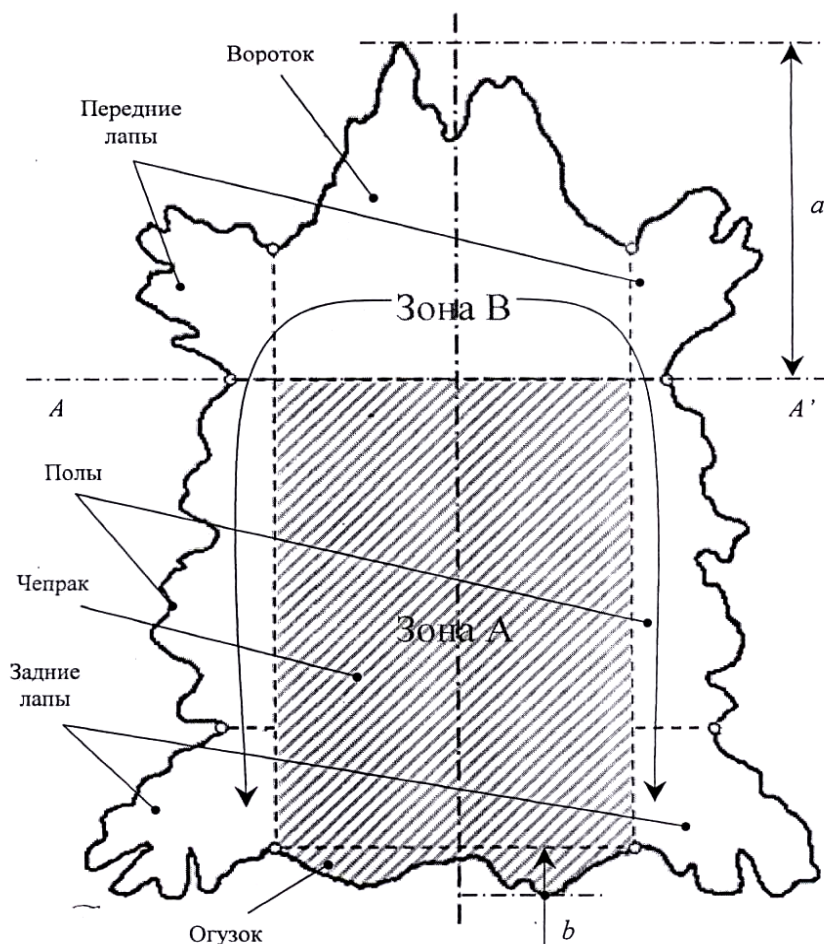 Вороток
Передние
лапы
a
Зона В
A
A'
Полы
Чепрак
Зона А
Задние
лапы
Огузок
b